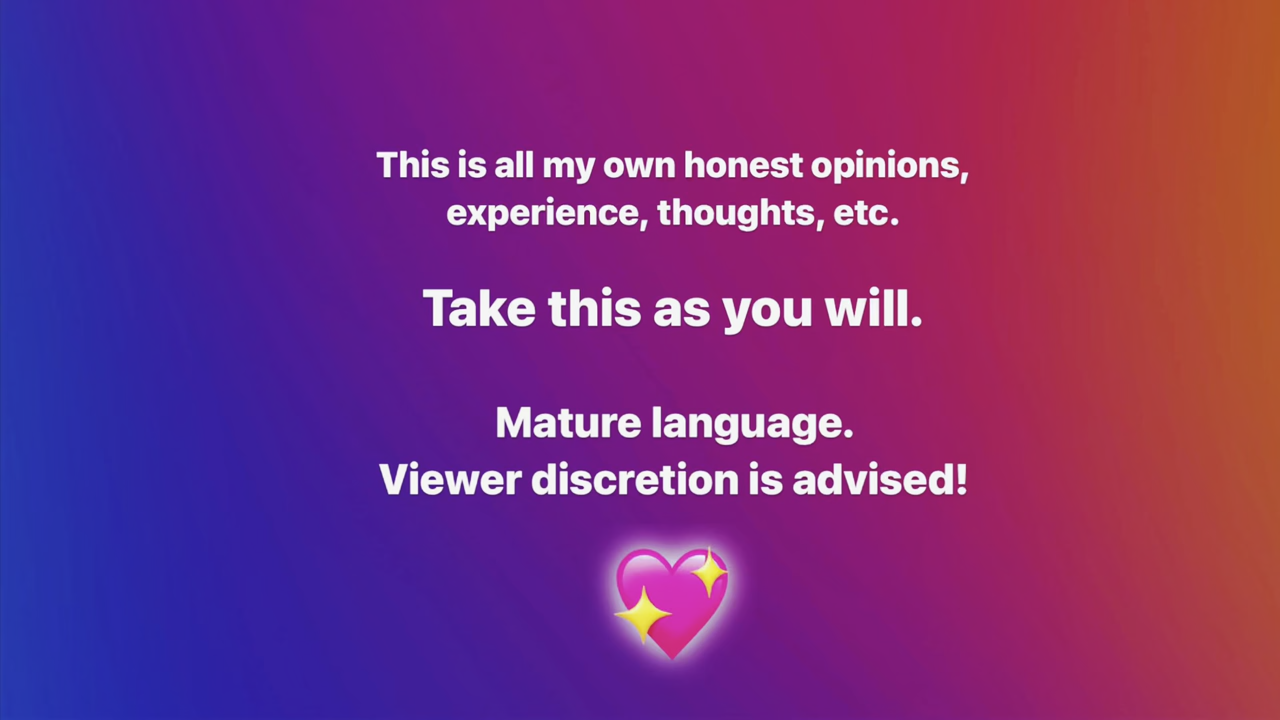 This is all my own honest opinions,
experience, thoughts, etc.
Take this as you will.
Mature language.
Viewer discretion is advised!